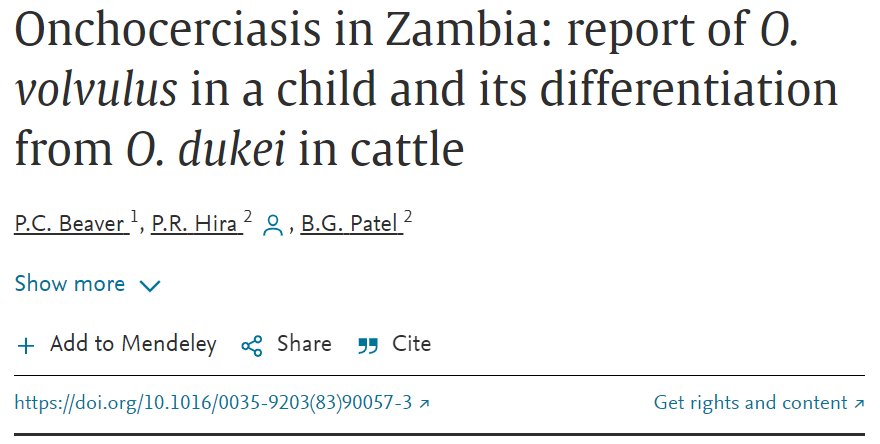 Onchocerciasis in Zambia: report of O.
volvulus in a child and its differentiation
from O. dukei in cattle
P.C. Beaver 1, P.R. Hira 2, B.G. Patel 2
Show more
Add to Mendeley Share Cite
https://doi.org/10.1016/0035-9203(83)90057-3 Get rights and content